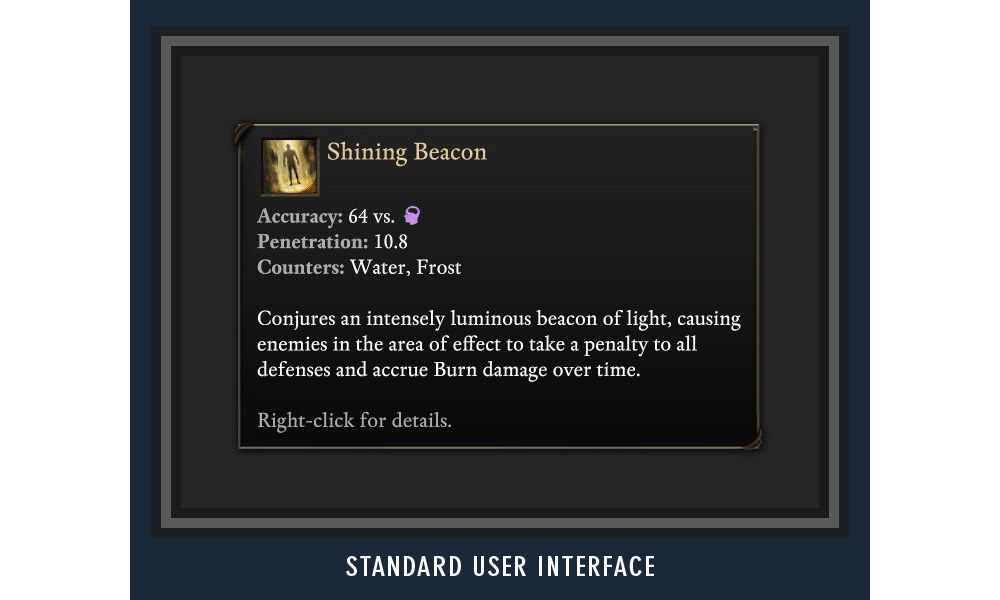 Shining Beacon
Accuracy: 64 vs.
Penetration: 10.8
Counters: Water, Frost
Conjures an intensely luminous beacon of light, causing
enemies in the area of effect to take a penalty to all
defenses and accrue Burn damage over time.
Right-click for details.
STANDARD USER INTERFACE